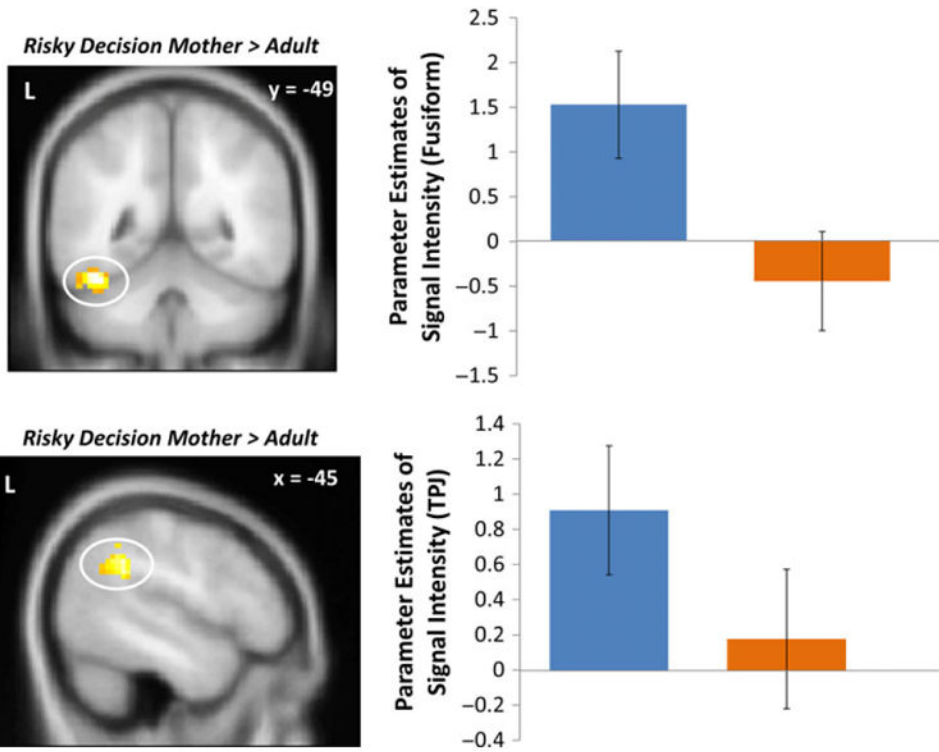 Risky Decision Mother > Adult
L
y = -49
Parameter Estimates of
Signal Intensity (Fusiform)
2.5
2
1.5
1
0.5
0
–0.5
–1
–1.5
Risky Decision Mother > Adult
L
x = -45
Parameter Estimates of
Signal Intensity (TPJ)
1.4
1.2
1
0.8
0.6
0.4
0.2
0
–0.2
–0.4